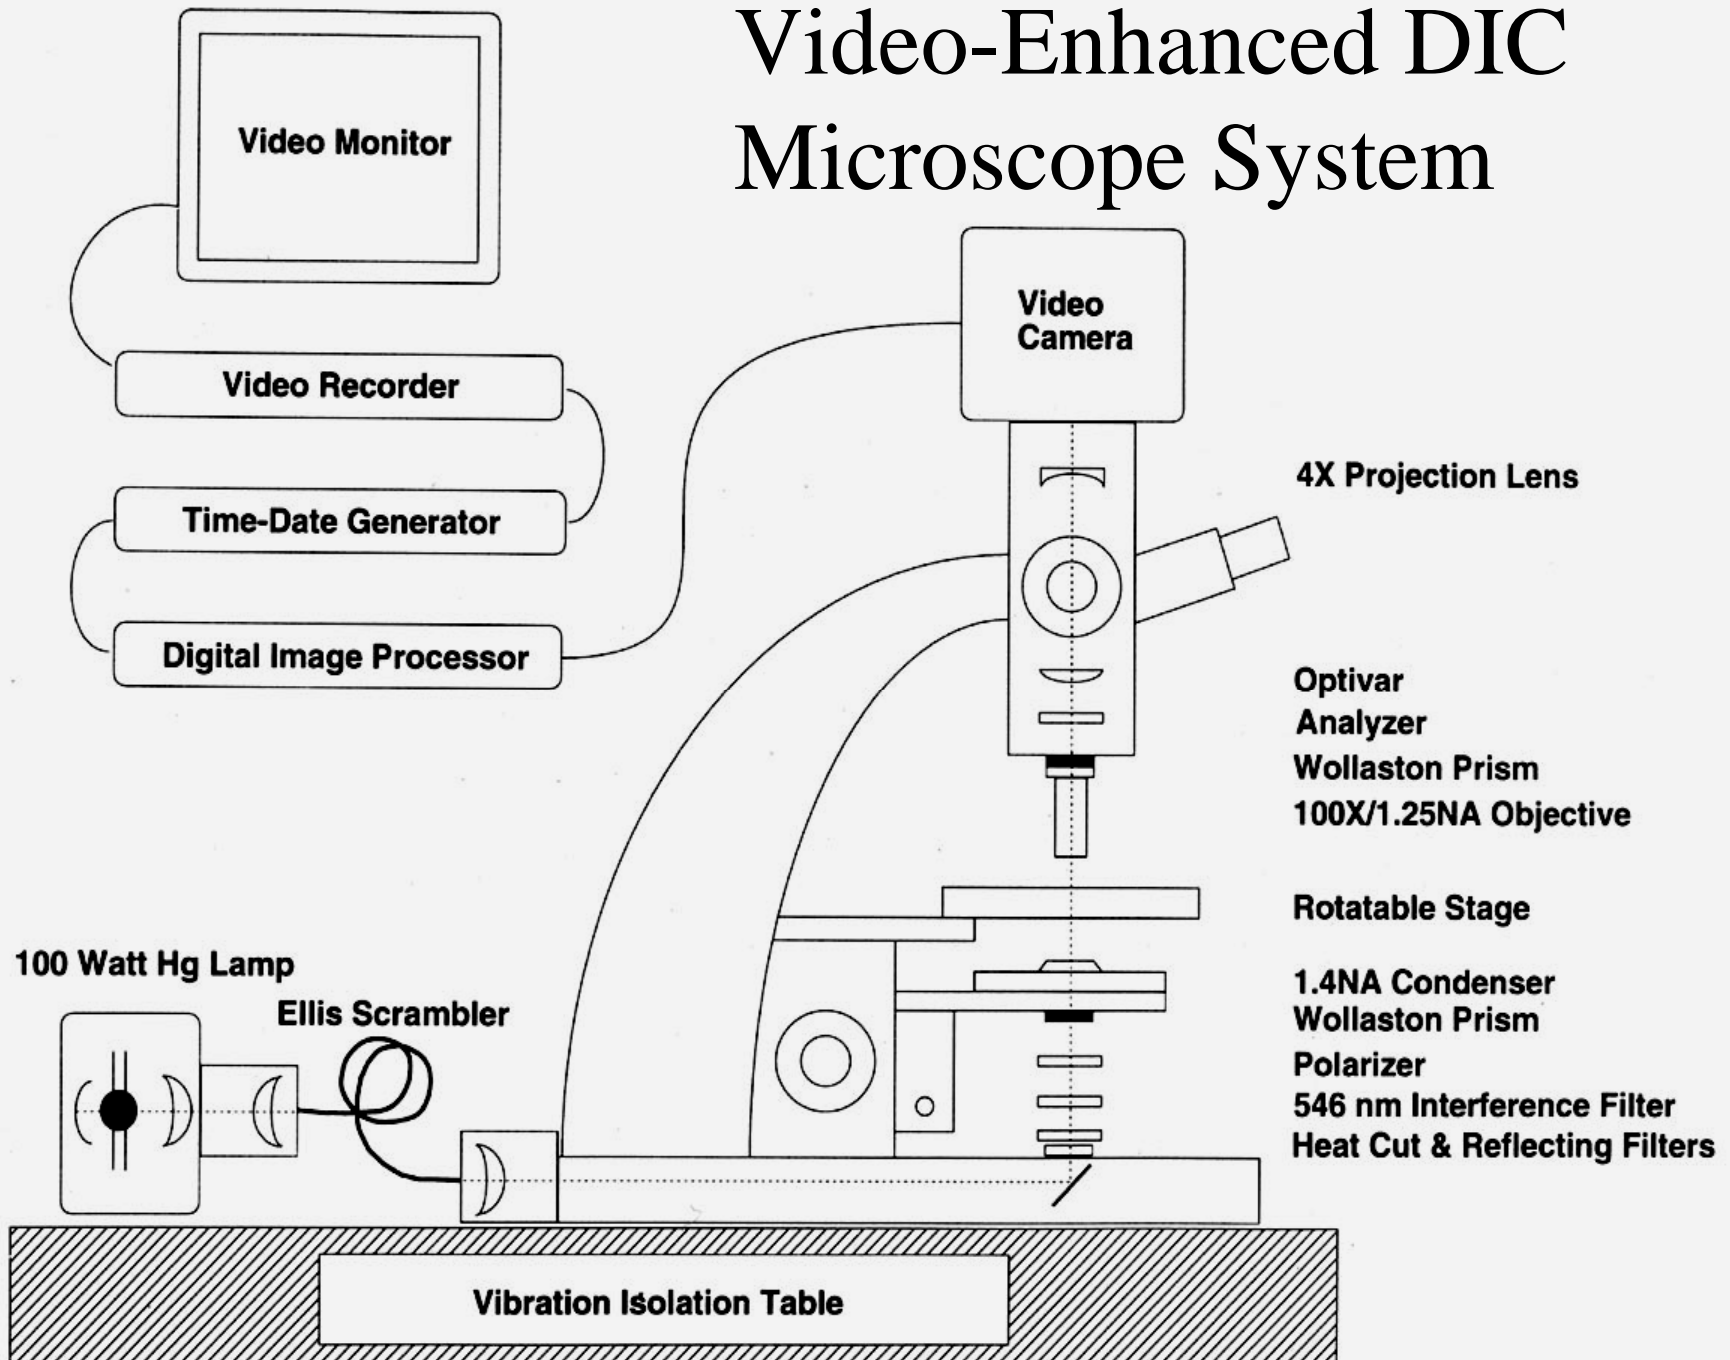 Video-Enhanced DIC
Microscope System
Video Monitor
Video
Camera
Video Recorder
4X Projection Lens
Time-Date Generator
Digital Image Processor
Optivar
Analyzer
Wollaston Prism
100X/1.25NA Objective
Rotatable Stage
100 Watt Hg Lamp
Ellis Scrambler
1.4NA Condenser
Wollaston Prism
Polarizer
546 nm Interference Filter
Heat Cut & Reflecting Filters
Vibration Isolation Table